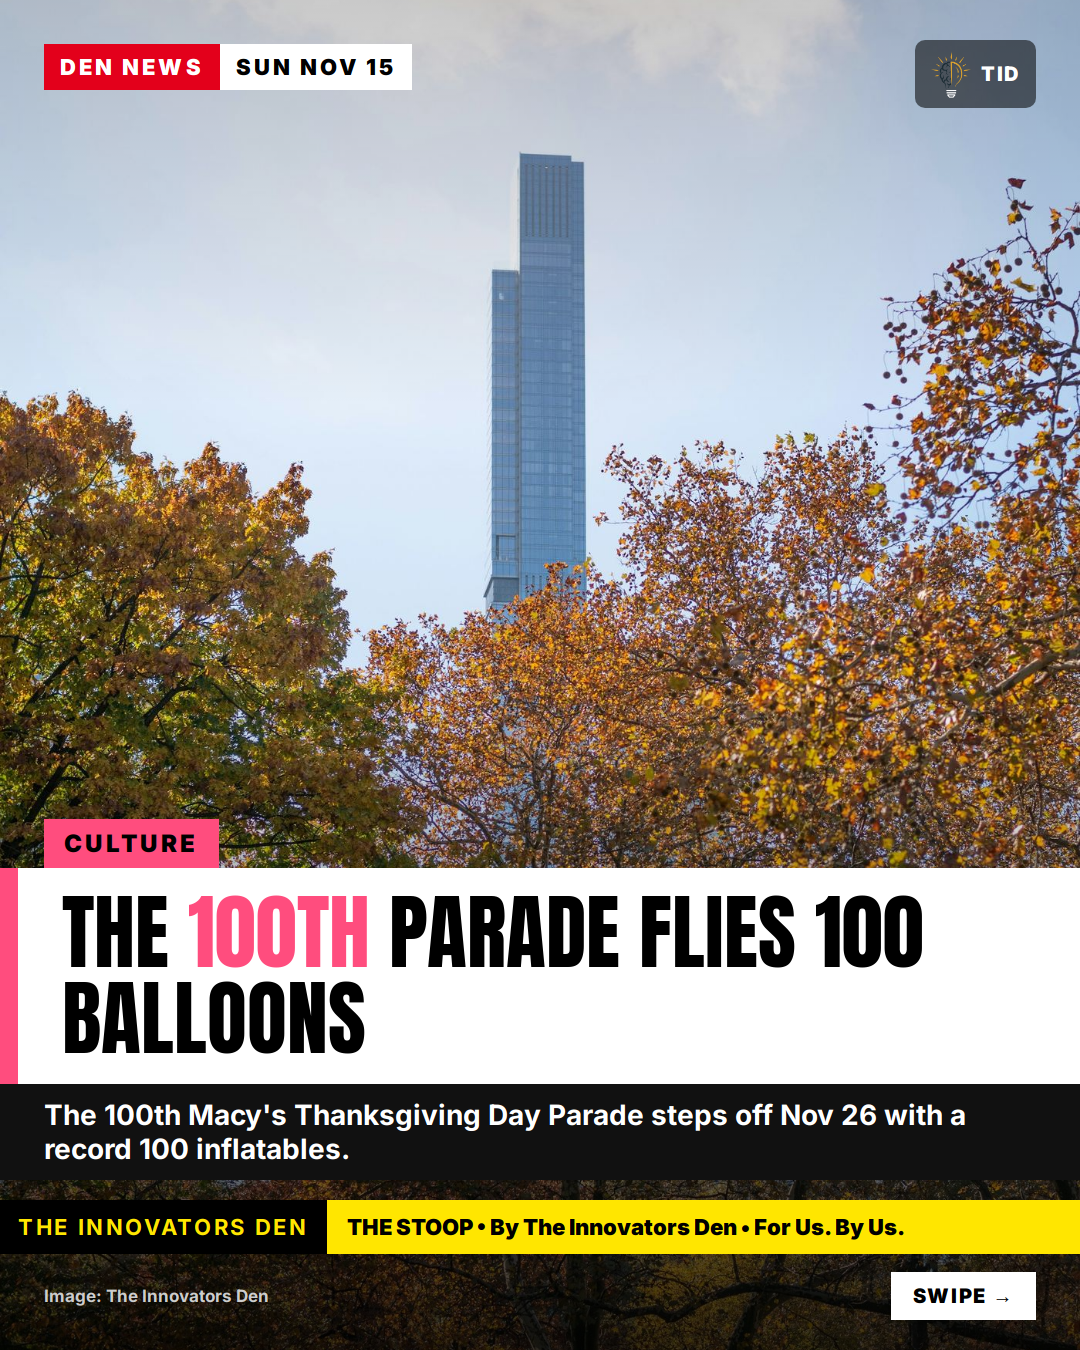 DEN NEWS SUN NOV 15
TID
CULTURE
THE 100TH PARADE FLIES 100
BALLOONS
The 100th Macy's Thanksgiving Day Parade steps off Nov 26 with a
record 100 inflatables.
THE INNOVATORS DEN
THE STOOP • By The Innovators Den • For Us. By Us.
Image: The Innovators Den
SWIPE →